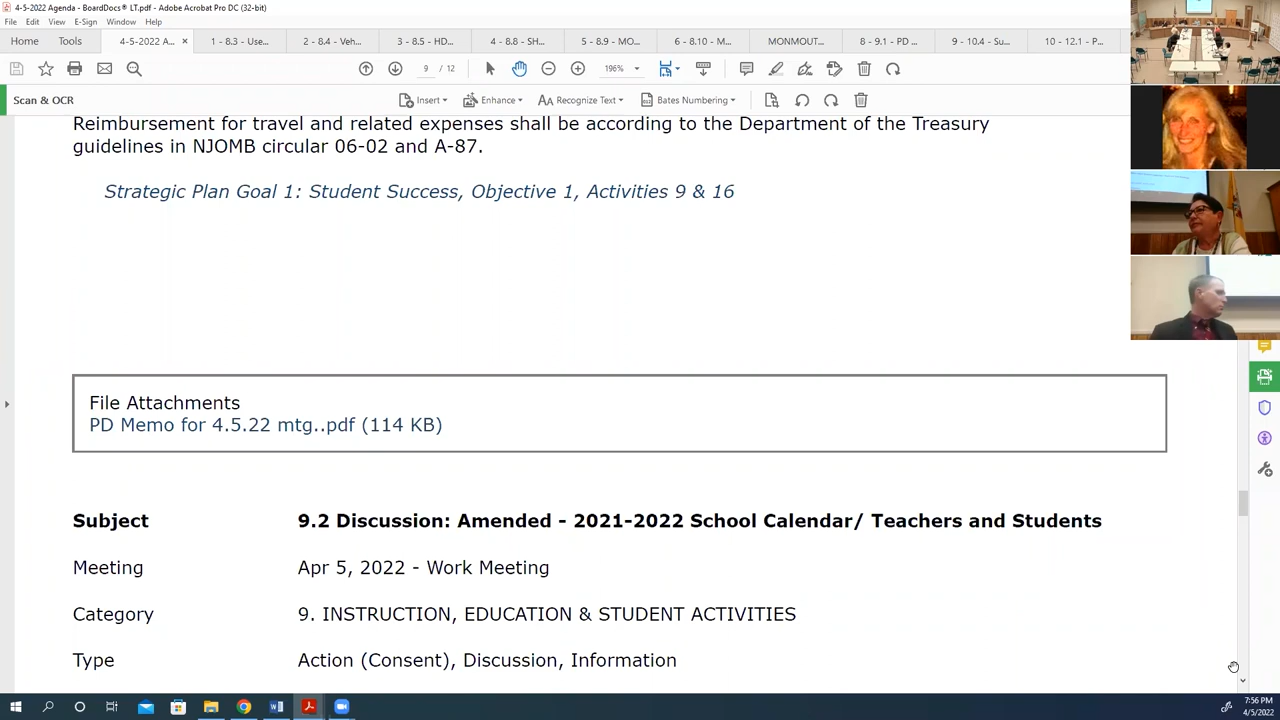 4-5-2022 Agenda - BoardDocs® LT.pdf - Adobe Acrobat Pro DC (32-bit)
File Edit View E-Sign Window Help
Home Tools 4-5-2022 A... × 1 - 8.3 - Use... 2 - 8.4 - Veh... 3 - 8.5 - HD... 5 - 8.9 - MO... 6 - 8.10 - M... MONMOUT... 8 - 9.1 - PD ... 10.4 - Su... 10 - 12.1 - P...
9 / 12 196%
Scan & OCR Insert Enhance Recognize Text Bates Numbering
Reimbursement for travel and related expenses shall be according to the Department of the Treasury
guidelines in NJOMB circular 06-02 and A-87.
Strategic Plan Goal 1: Student Success, Objective 1, Activities 9 & 16
File Attachments
PD Memo for 4.5.22 mtg..pdf (114 KB)
Subject 9.2 Discussion: Amended - 2021-2022 School Calendar/ Teachers and Students
Meeting Apr 5, 2022 - Work Meeting
Category 9. INSTRUCTION, EDUCATION & STUDENT ACTIVITIES
Type Action (Consent), Discussion, Information
7:56 PM
4/5/2022